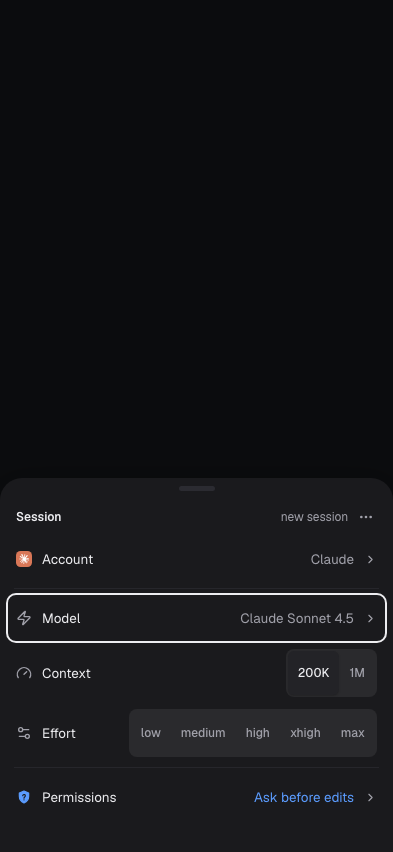 Session new session
Account Claude
Model Claude Sonnet 4.5
Context 200K 1M
Effort low medium high xhigh max
Permissions Ask before edits